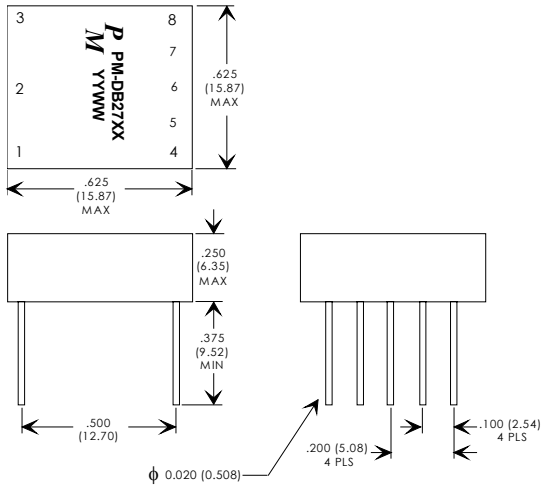 3 8
P
M
PM-DB27XX
YYWW
7
2 6
5
1 4
.625
(15.87)
MAX
.625
(15.87)
MAX
.250
(6.35)
MAX
.375
(9.52)
MIN
.500
(12.70)
.100 (2.54)
4 PLS
.200 (5.08)
4 PLS
ϕ 0.020 (0.508)